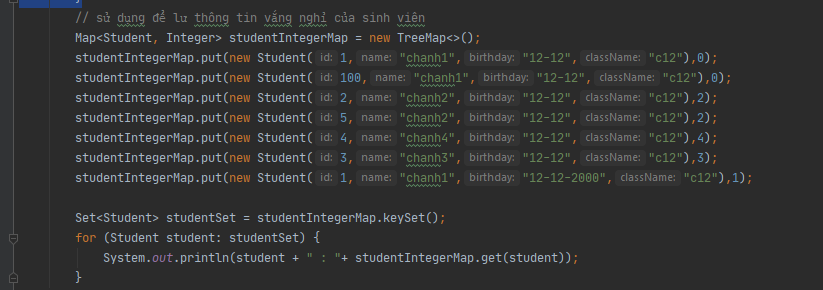 // sử dụng để lư thông tin vắng nghỉ của sinh viên
Map<Student, Integer> studentIntegerMap = new TreeMap<>();
studentIntegerMap.put(new Student( id: 1, name: "chanh1", birthday: "12-12", className: "c12"),0);
studentIntegerMap.put(new Student( id: 100, name: "chanh1", birthday: "12-12", className: "c12"),0);
studentIntegerMap.put(new Student( id: 2, name: "chanh2", birthday: "12-12", className: "c12"),2);
studentIntegerMap.put(new Student( id: 5, name: "chanh2", birthday: "12-12", className: "c12"),2);
studentIntegerMap.put(new Student( id: 4, name: "chanh4", birthday: "12-12", className: "c12"),4);
studentIntegerMap.put(new Student( id: 3, name: "chanh3", birthday: "12-12", className: "c12"),3);
studentIntegerMap.put(new Student( id: 1, name: "chanh1", birthday: "12-12-2000", className: "c12"),1);
Set<Student> studentSet = studentIntegerMap.keySet();
for (Student student: studentSet) {
System.out.println(student + " : "+ studentIntegerMap.get(student));
}